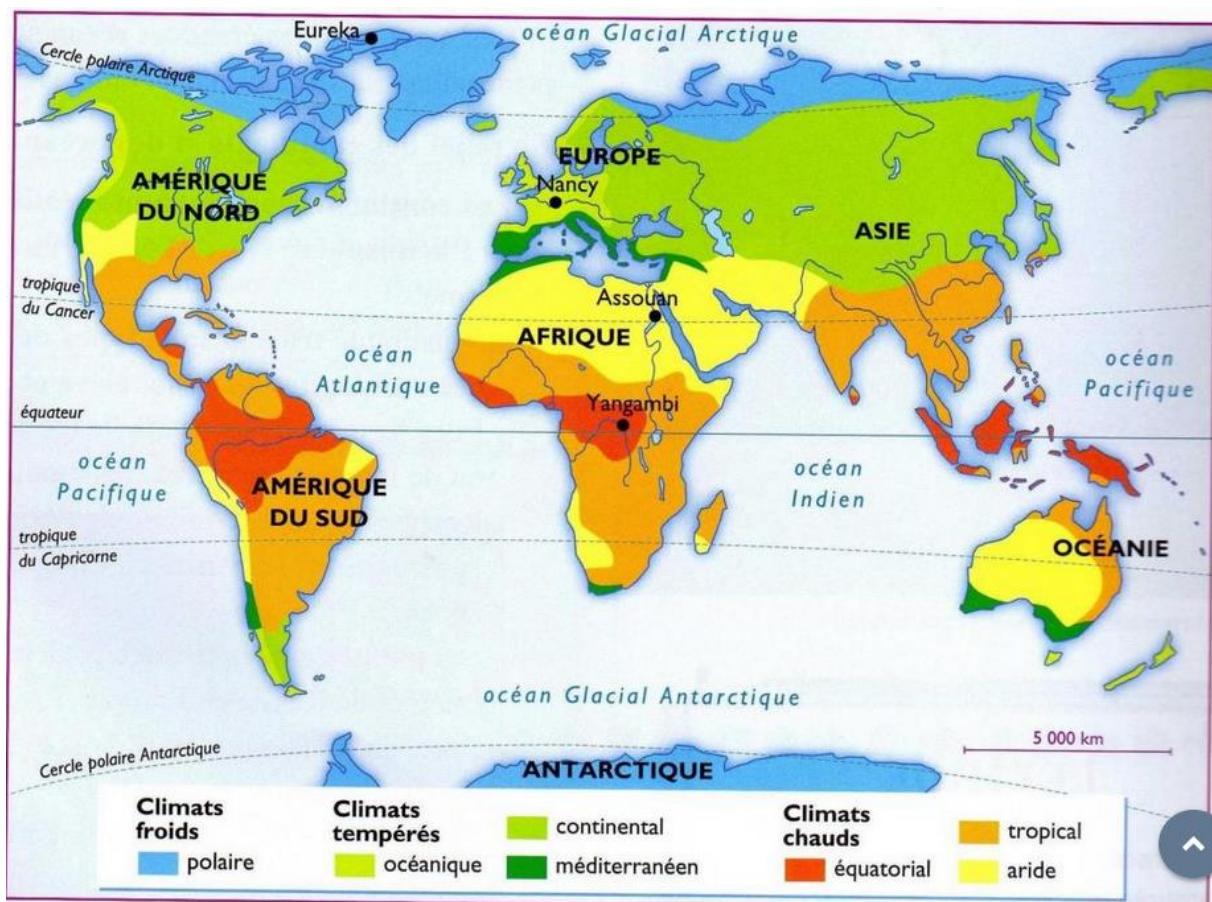 Eureka
océan Glacial Arctique
Cercle polaire Arctique
AMÉRIQUE
DU NORD
EUROPE
Nancy
ASIE
tropique
du Cancer
Assouan
AFRIQUE
océan
Atlantique
océan
Pacifique
équateur
Yangambi
océan
Pacifique
AMÉRIQUE
DU SUD
océan
Indien
tropique
du Capricorne
OCÉANIE
océan Glacial Antarctique
Cercle polaire Antarctique
5 000 km
ANTARCTIQUE
Climats
froids
polaire
Climats
tempérés
océanique
continental
méditerranéen
Climats
chauds
équatorial
tropical
aride